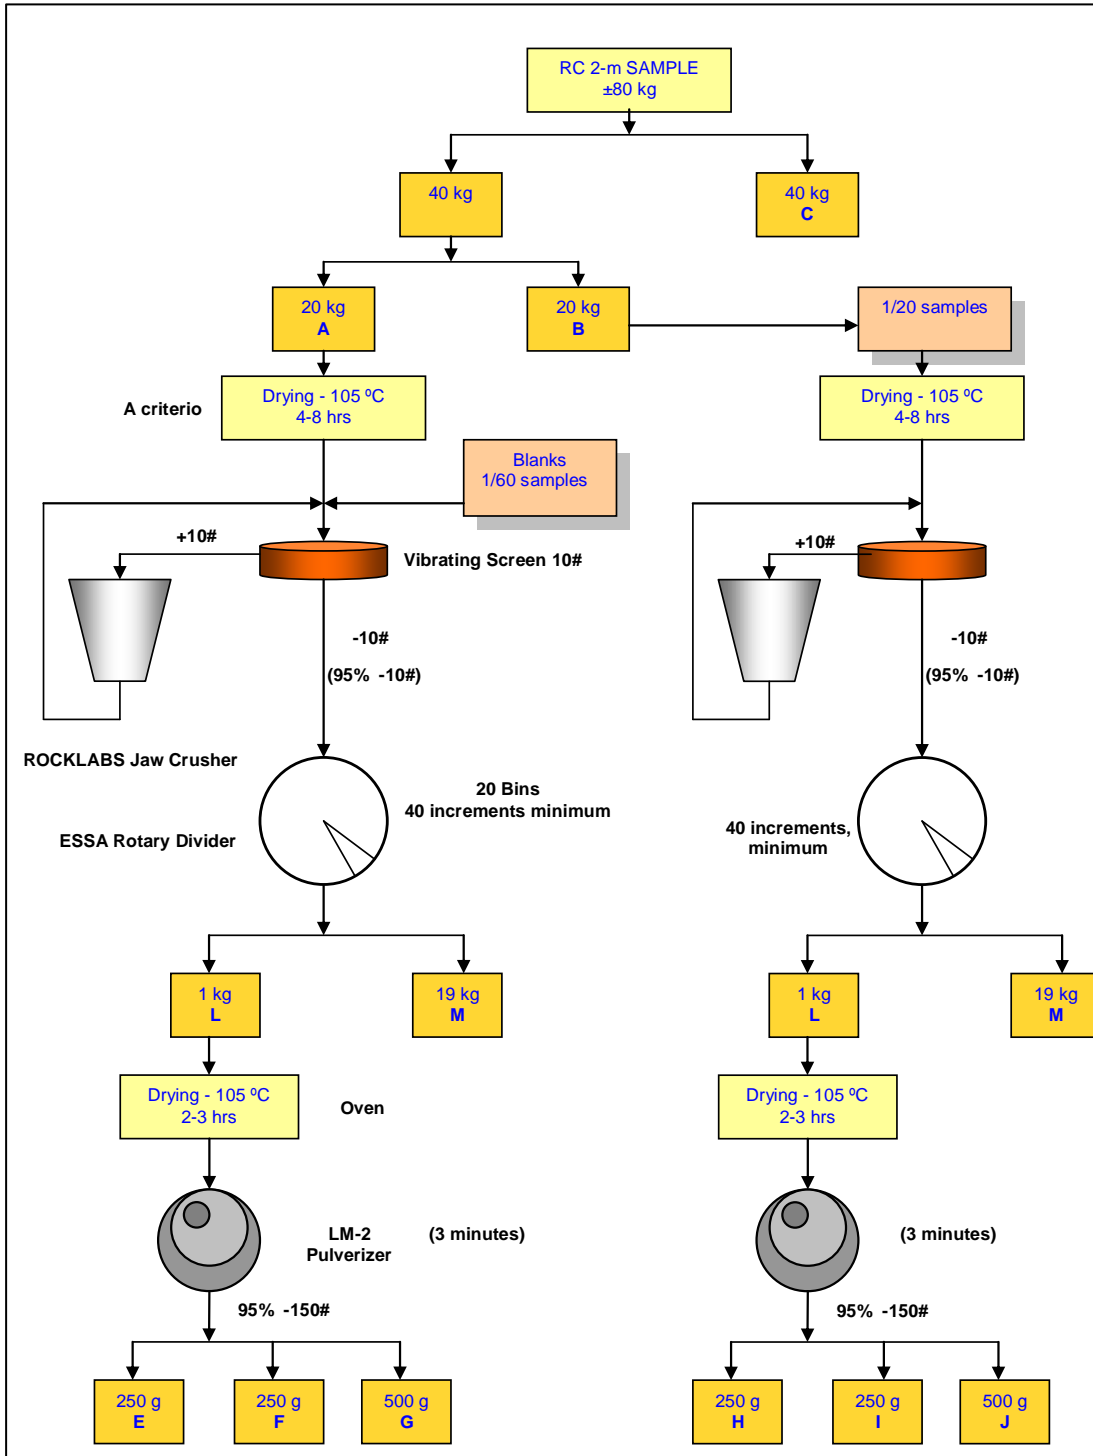 RC 2-m SAMPLE
±80 kg
40 kg
40 kg
C
20 kg
A
20 kg
B
1/20 samples
A criterio
Drying - 105 ºC
4-8 hrs
Drying - 105 ºC
4-8 hrs
Blanks
1/60 samples
+10#
Vibrating Screen 10#
+10#
-10#
(95% -10#)
-10#
(95% -10#)
ROCKLABS Jaw Crusher
20 Bins
40 increments minimum
ESSA Rotary Divider
40 increments,
minimum
1 kg
L
19 kg
M
1 kg
L
19 kg
M
Drying - 105 ºC
2-3 hrs
Oven
Drying - 105 ºC
2-3 hrs
LM-2
Pulverizer
(3 minutes)
(3 minutes)
95% -150#
95% -150#
250 g
E
250 g
F
500 g
G
250 g
H
250 g
I
500 g
J